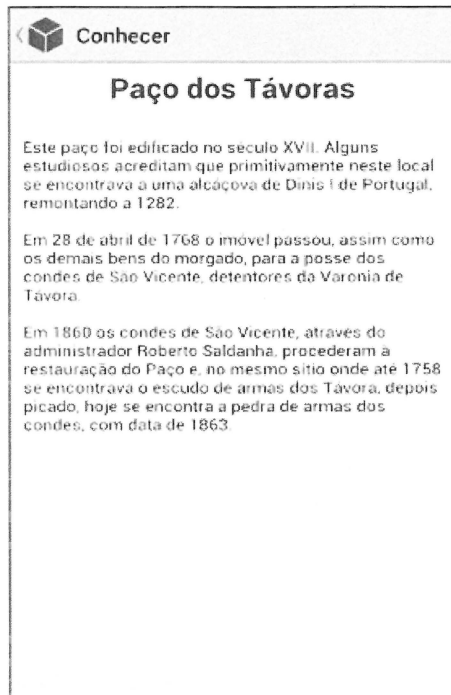 Conhecer
Paço dos Távoras
Este paço foi edificado no século XVII. Alguns
estudiosos acreditam que primitivamente neste local
se encontrava a uma alcáçova de Dinis I de Portugal,
remontando a 1282.
Em 28 de abril de 1768 o imóvel passou, assim como
os demais bens do morgado, para a posse dos
condes de São Vicente, detentores da Varonia de
Távora.
Em 1860 os condes de São Vicente, através do
administrador Roberto Saldanha, procederam à
restauração do Paço e, no mesmo sítio onde até 1758
se encontrava o escudo de armas dos Távora, depois
picado, hoje se encontra a pedra de armas dos
condes, com data de 1863.